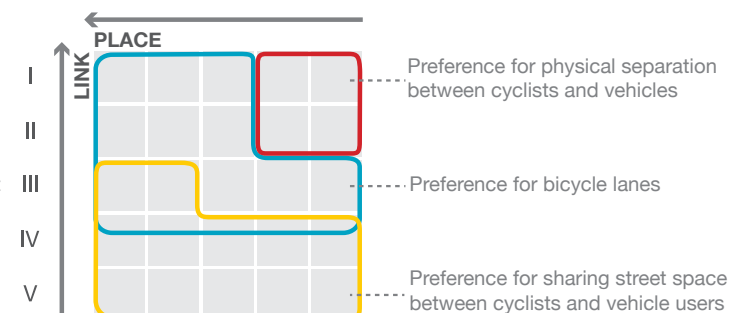 PLACE
LINK
I
Preference for physical separation
between cyclists and vehicles
II
III
Preference for bicycle lanes
IV
V
Preference for sharing street space
between cyclists and vehicle users